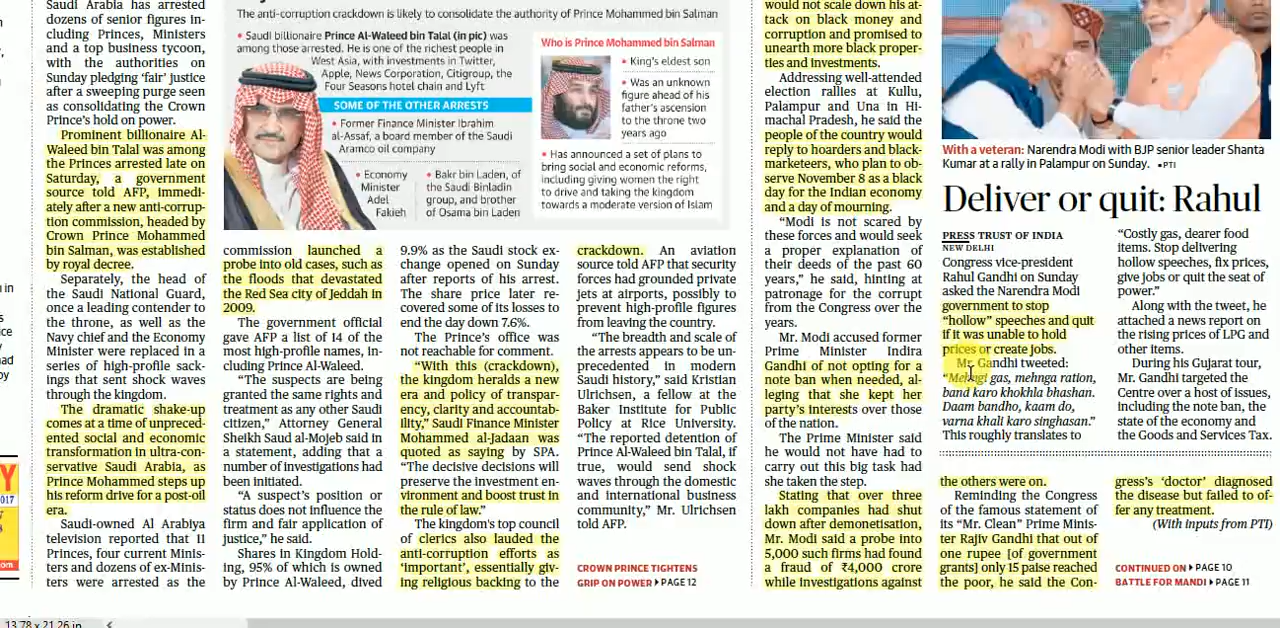 Saudi Arabia has arrested
dozens of senior figures in-
cluding Princes, Ministers
and a top business tycoon,
with the authorities on
Sunday pledging ‘fair’ justice
after a sweeping purge seen
as consolidating the Crown
Prince’s hold on power.
Prominent billionaire Al-
Waleed bin Talal was among
the Princes arrested late on
Saturday, a government
source told AFP, immedi-
ately after a new anti-corrup-
tion commission, headed by
Crown Prince Mohammed
bin Salman, was established
by royal decree.
Separately, the head of
the Saudi National Guard,
once a leading contender to
the throne, as well as the
Navy chief and the Economy
Minister were replaced in a
series of high-profile sack-
ings that sent shock waves
through the kingdom.
The dramatic shake-up
comes at a time of unpreced-
ented social and economic
transformation in ultra-con-
servative Saudi Arabia, as
Prince Mohammed steps up
his reform drive for a post-oil
era.
Saudi-owned Al Arabiya
television reported that 11
Princes, four current Minis-
ters and dozens of ex-Minis-
ters were arrested as the
The anti-corruption crackdown is likely to consolidate the authority of Prince Mohammed bin Salman
• Saudi billionaire Prince Al-Waleed bin Talal (in pic) was
among those arrested. He is one of the richest people in
West Asia, with investments in Twitter,
Apple, News Corporation, Citigroup, the
Four Seasons hotel chain and Lyft
SOME OF THE OTHER ARRESTS
• Former Finance Minister Ibrahim
al-Assaf, a board member of the Saudi
Aramco oil company
• Economy
Minister
Adel
Fakieh
• Bakr bin Laden, of
the Saudi Binladin
group, and brother
of Osama bin Laden
Who is Prince Mohammed bin Salman
• King’s eldest son
• Was an unknown
figure ahead of his
father’s ascension
to the throne two
years ago
• Has announced a set of plans to
bring social and economic reforms,
including giving women the right
to drive and taking the kingdom
towards a moderate version of Islam
commission launched a
probe into old cases, such as
the floods that devastated
the Red Sea city of Jeddah in
2009.
The government official
gave AFP a list of 14 of the
most high-profile names, in-
cluding Prince Al-Waleed.
“The suspects are being
granted the same rights and
treatment as any other Saudi
citizen,” Attorney General
Sheikh Saud al-Mojeb said in
a statement, adding that a
number of investigations had
been initiated.
“A suspect’s position or
status does not influence the
firm and fair application of
justice,” he said.
Shares in Kingdom Hold-
ing, 95% of which is owned
by Prince Al-Waleed, dived
9.9% as the Saudi stock ex-
change opened on Sunday
after reports of his arrest.
The share price later re-
covered some of its losses to
end the day down 7.6%.
The Prince’s office was
not reachable for comment.
“With this (crackdown),
the kingdom heralds a new
era and policy of transpar-
ency, clarity and accountab-
ility,” Saudi Finance Minister
Mohammed al-Jadaan was
quoted as saying by SPA.
“The decisive decisions will
preserve the investment en-
vironment and boost trust in
the rule of law.”
The kingdom’s top council
of clerics also lauded the
anti-corruption efforts as
‘important’, essentially giv-
ing religious backing to the
crackdown. An aviation
source told AFP that security
forces had grounded private
jets at airports, possibly to
prevent high-profile figures
from leaving the country.
“The breadth and scale of
the arrests appears to be un-
precedented in modern
Saudi history,” said Kristian
Ulrichsen, a fellow at the
Baker Institute for Public
Policy at Rice University.
“The reported detention of
Prince Al-Waleed bin Talal, if
true, would send shock
waves through the domestic
and international business
community,” Mr. Ulrichsen
told AFP.
CROWN PRINCE TIGHTENS
GRIP ON POWER PAGE 12
would not scale down his at-
tack on black money and
corruption and promised to
unearth more black proper-
ties and investments.
Addressing well-attended
election rallies at Kullu,
Palampur and Una in Hi-
machal Pradesh, he said the
people of the country would
reply to hoarders and black-
marketeers, who plan to ob-
serve November 8 as a black
day for the Indian economy
and a day of mourning.
“Modi is not scared by
these forces and would seek
a proper explanation of
their deeds of the past 60
years,” he said, hinting at
patronage for the corrupt
from the Congress over the
years.
Mr. Modi accused former
Prime Minister Indira
Gandhi of not opting for a
note ban when needed, al-
leging that she kept her
party’s interests over those
of the nation.
The Prime Minister said
he would not have had to
carry out this big task had
she taken the step.
Stating that over three
lakh companies had shut
down after demonetisation,
Mr. Modi said a probe into
5,000 such firms had found
a fraud of ₹4,000 crore
while investigations against
With a veteran: Narendra Modi with BJP senior leader Shanta
Kumar at a rally in Palampur on Sunday. •PTI
Deliver or quit: Rahul
PRESS TRUST OF INDIA
NEW DELHI
Congress vice-president
Rahul Gandhi on Sunday
asked the Narendra Modi
government to stop
“hollow” speeches and quit
if it was unable to hold
prices or create jobs.
Mr. Gandhi tweeted:
“Mehngi gas, mehnga ration,
band karo khokhla bhashan.
Daam bandho, kaam do,
varna khali karo singhasan.”
This roughly translates to
“Costly gas, dearer food
items. Stop delivering
hollow speeches, fix prices,
give jobs or quit the seat of
power.”
Along with the tweet, he
attached a news report on
the rising prices of LPG and
other items.
During his Gujarat tour,
Mr. Gandhi targeted the
Centre over a host of issues,
including the note ban, the
state of the economy and
the Goods and Services Tax.
the others were on.
Reminding the Congress
of the famous statement of
its “Mr. Clean” Prime Minis-
ter Rajiv Gandhi that out of
one rupee [of government
grants] only 15 paise reached
the poor, he said the Con-
gress’s ‘doctor’ diagnosed
the disease but failed to of-
fer any treatment.
(With inputs from PTI)
CONTINUED ON PAGE 10
BATTLE FOR MANDI PAGE 11
13.78 x 21.26 in